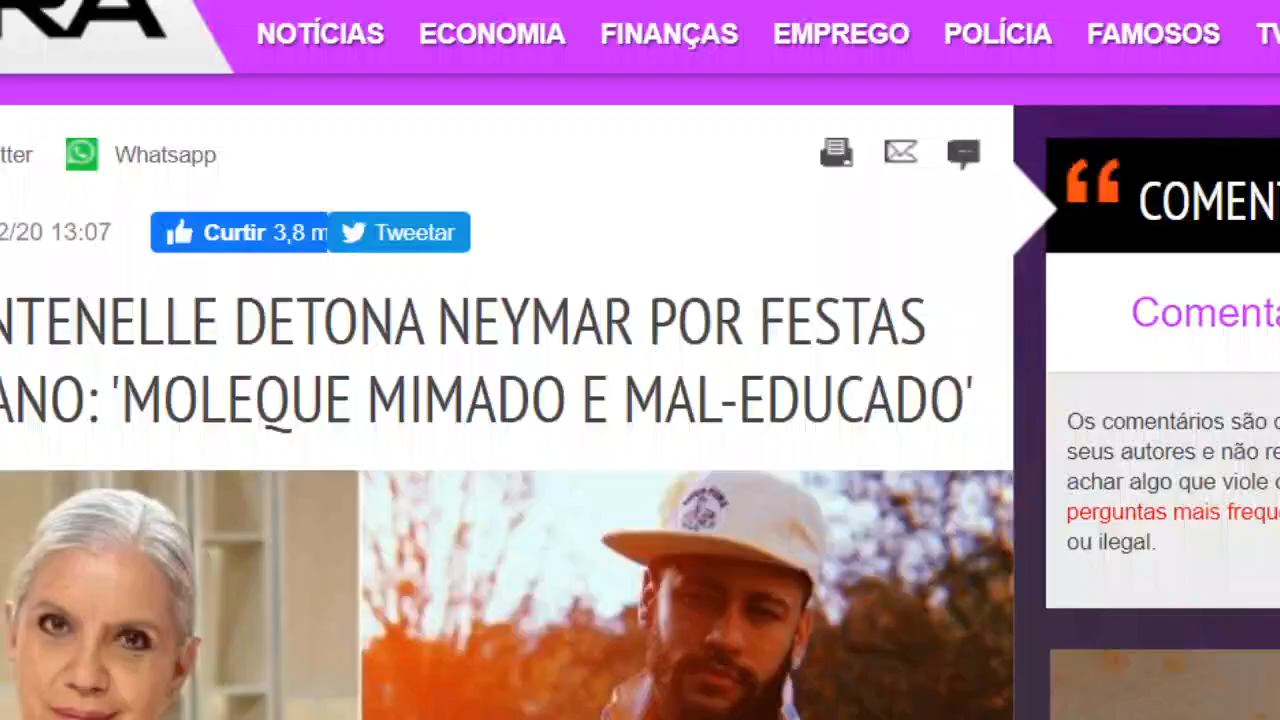 RA
NOTÍCIAS ECONOMIA FINANÇAS EMPREGO POLÍCIA FAMOSOS TV
tter Whatsapp
2/20 13:07 Curtir 3,8 m Tweetar
NTENELLE DETONA NEYMAR POR FESTAS
ANO: 'MOLEQUE MIMADO E MAL-EDUCADO'
“ COMENT
Comenta
Os comentários são d
seus autores e não re
achar algo que viole o
perguntas mais frequ
ou ilegal.